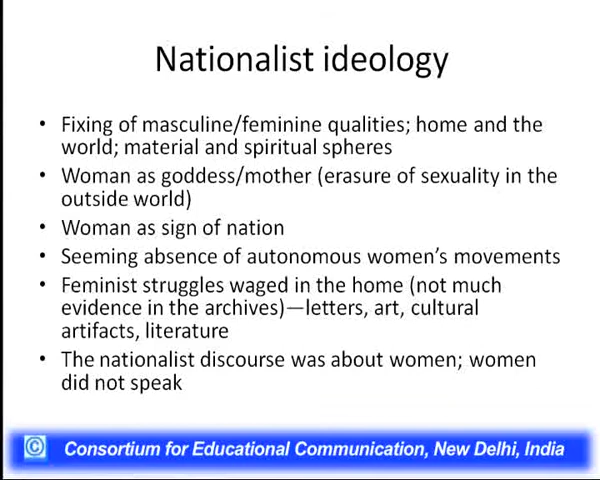 Nationalist ideology
• Fixing of masculine/feminine qualities; home and the
world; material and spiritual spheres
• Woman as goddess/mother (erasure of sexuality in the
outside world)
• Woman as sign of nation
• Seeming absence of autonomous women’s movements
• Feminist struggles waged in the home (not much
evidence in the archives)—letters, art, cultural
artifacts, literature
• The nationalist discourse was about women; women
did not speak
© Consortium for Educational Communication, New Delhi, India